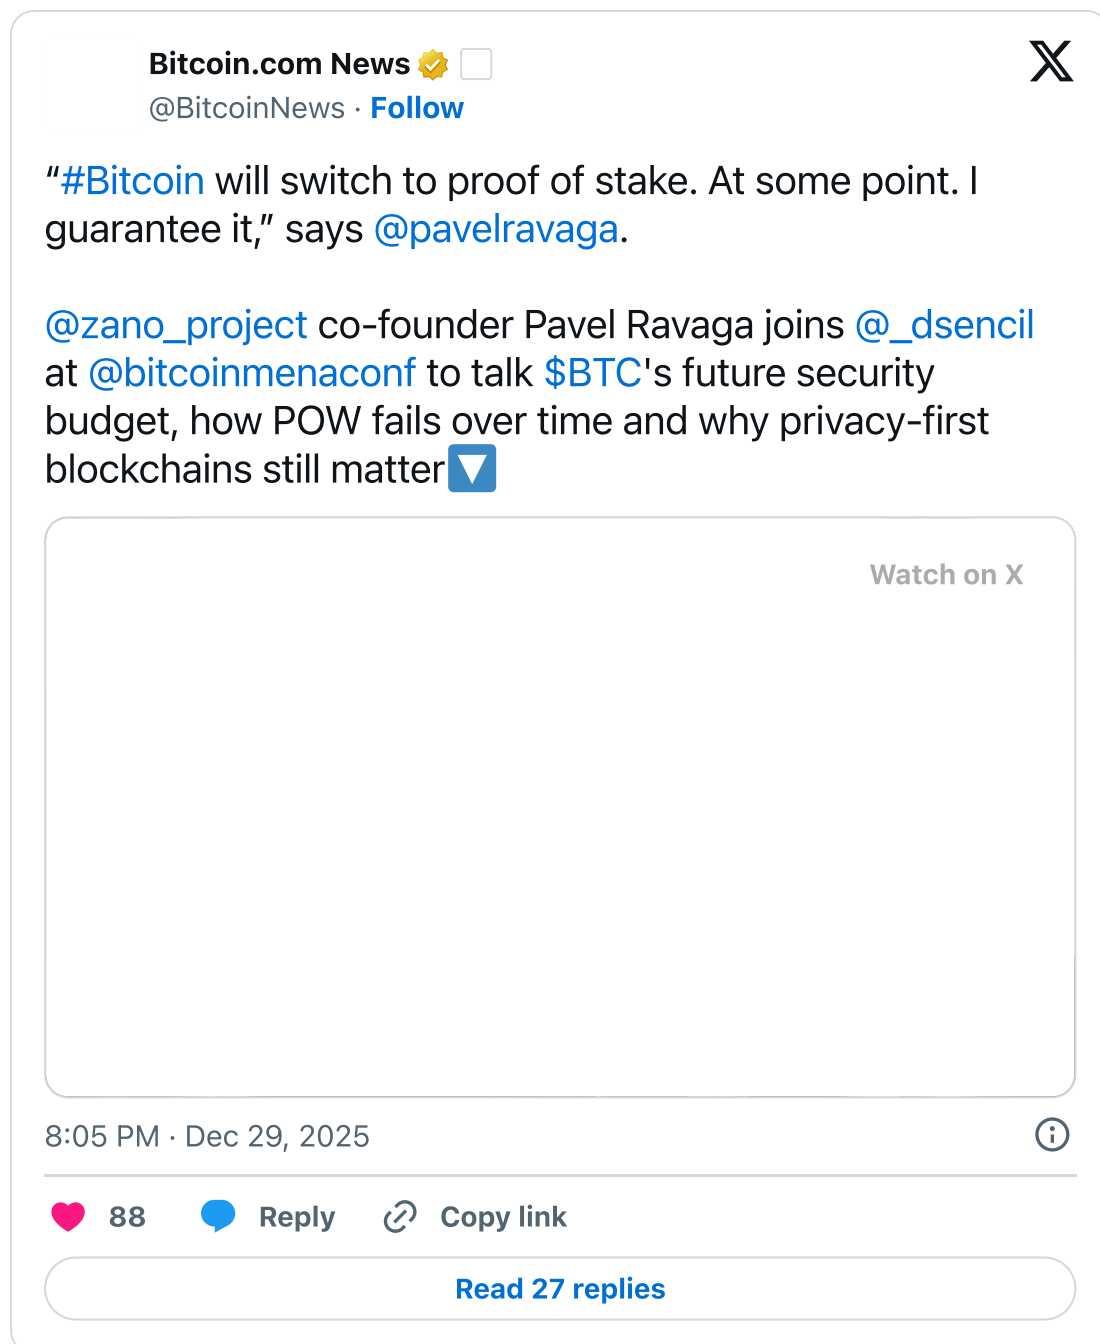 Bitcoin.com News
@BitcoinNews · Follow
“#Bitcoin will switch to proof of stake. At some point. I
guarantee it,” says @pavelravaga.
@zano_project co-founder Pavel Ravaga joins @_dsencil
at @bitcoinmenaconf to talk $BTC's future security
budget, how POW fails over time and why privacy-first
blockchains still matter
Watch on X
8:05 PM · Dec 29, 2025
88 Reply Copy link
Read 27 replies